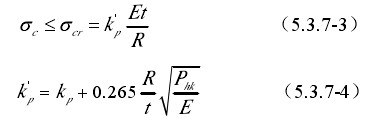 σc ≤ σcr = k'p Et/R (5.3.7-3)
k'p = kp + 0.265 R/t √(Phk/E) (5.3.7-4)